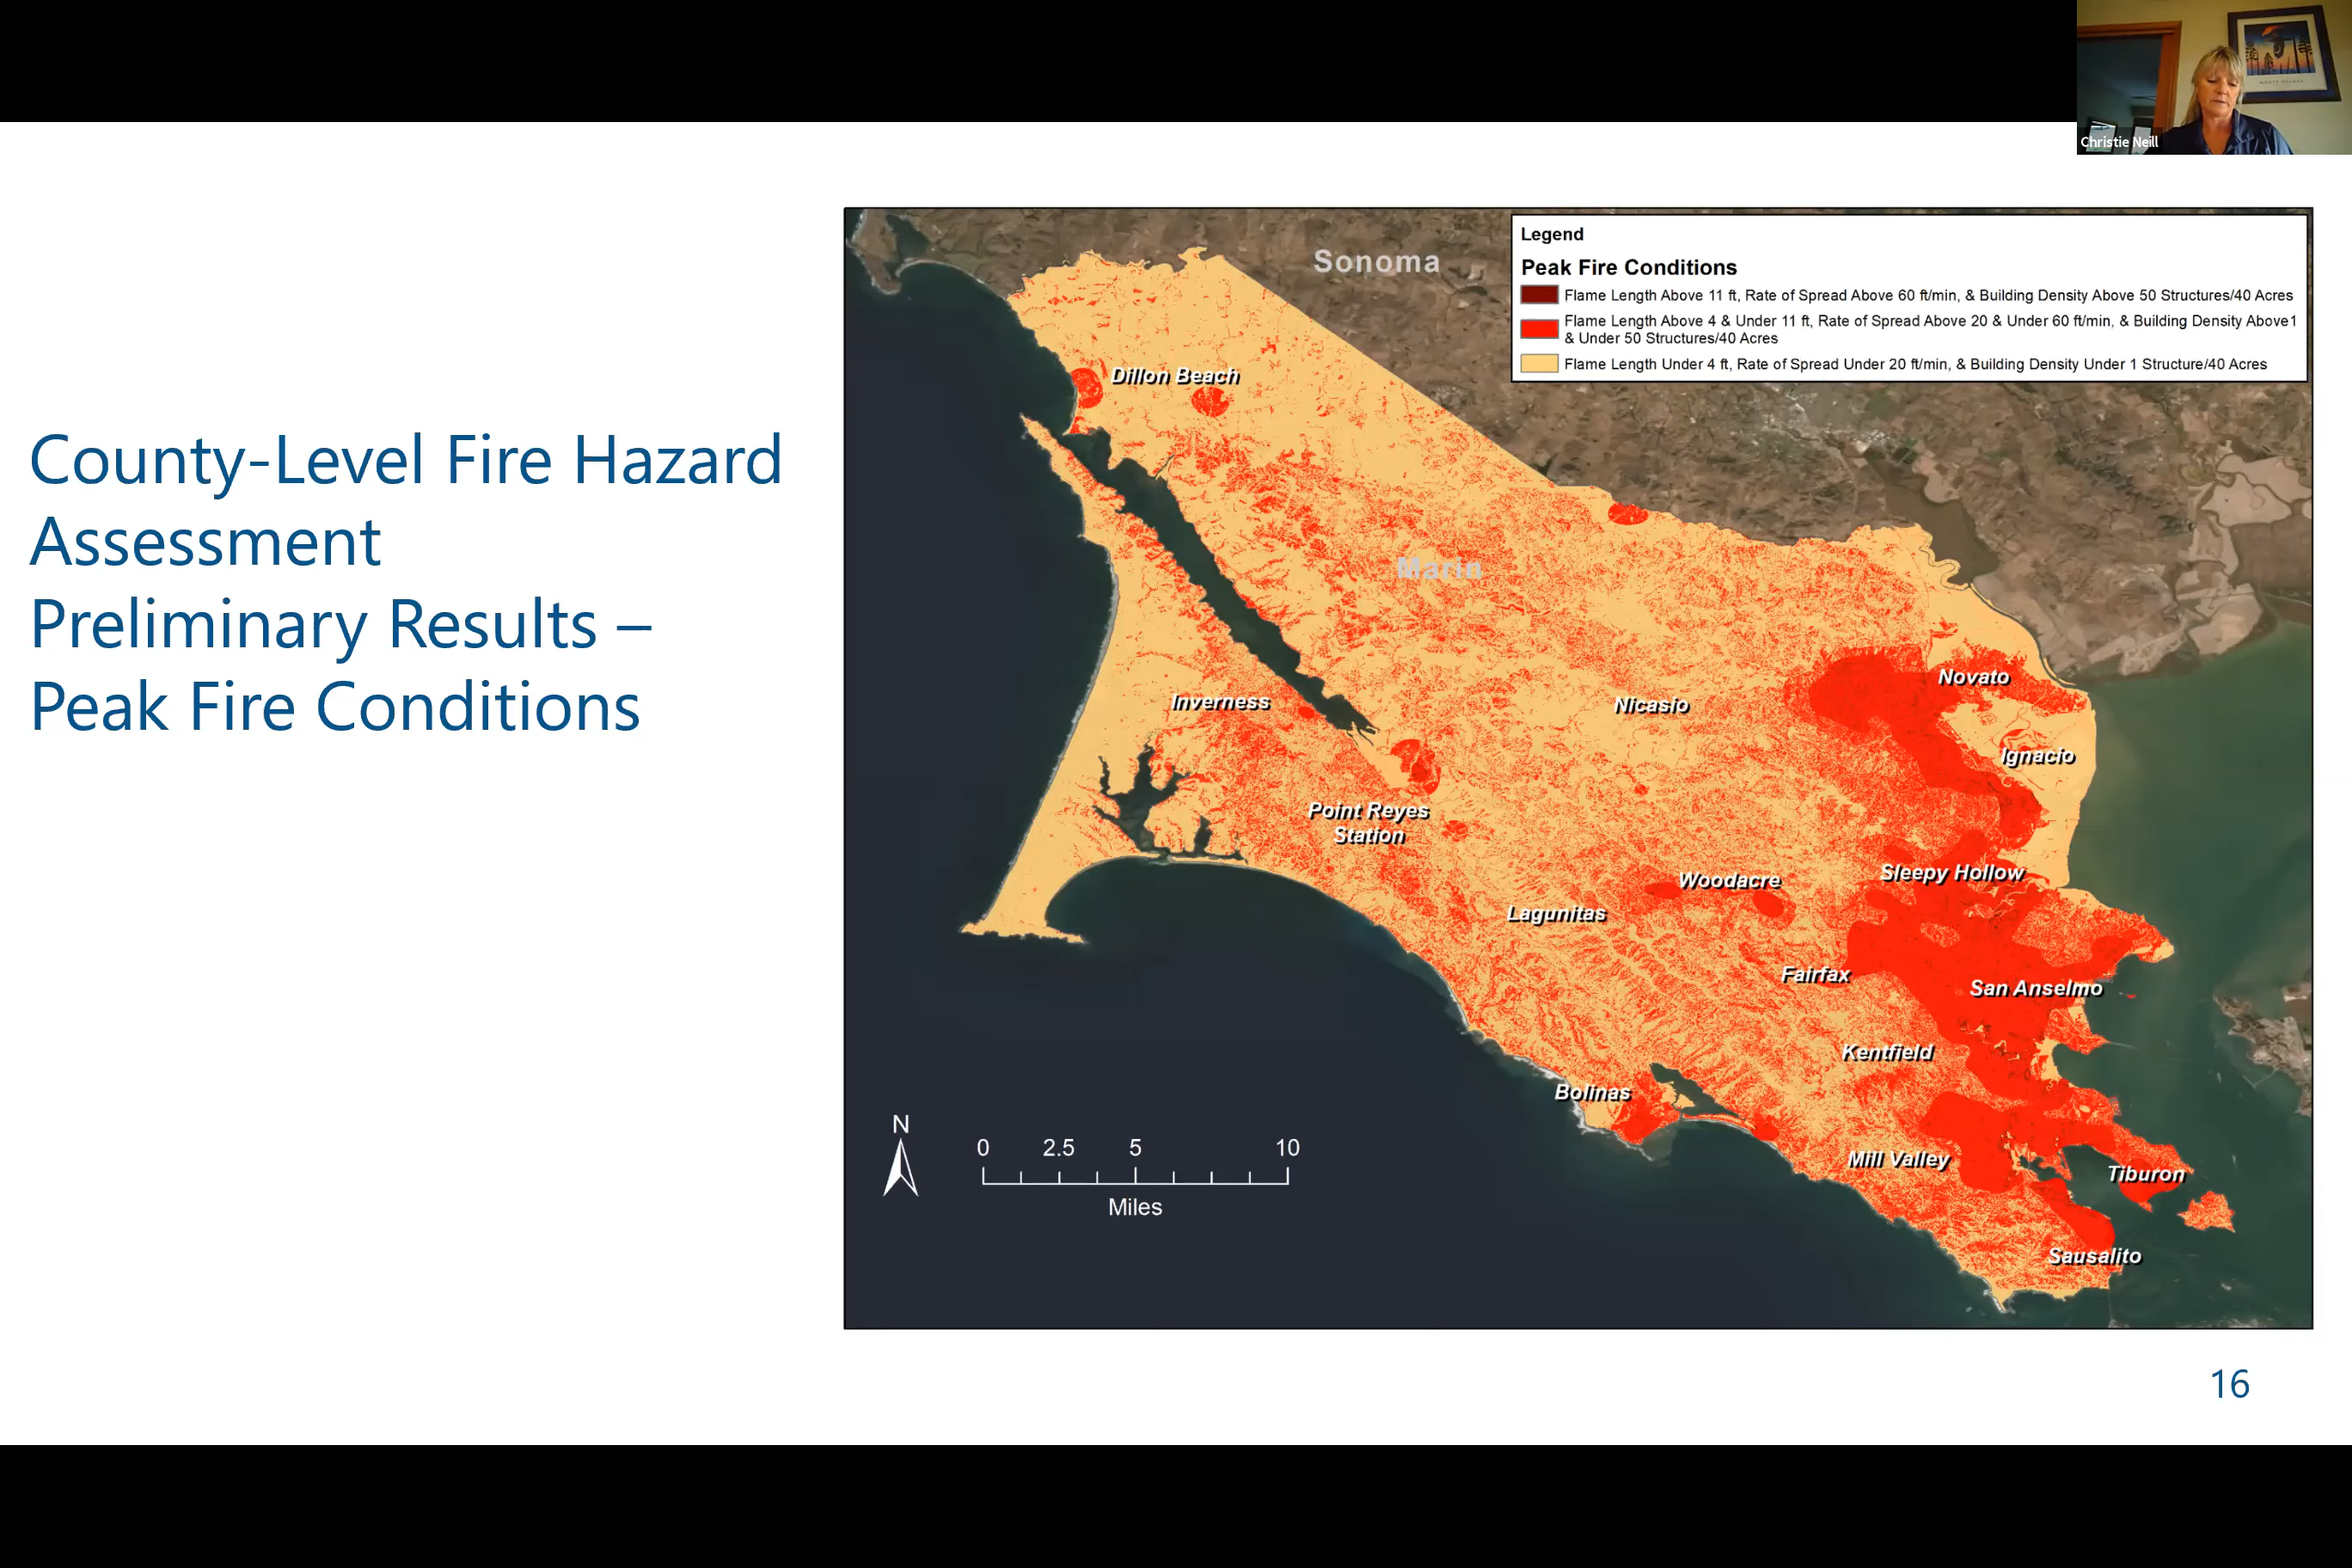 Christie Neill
County-Level Fire Hazard
Assessment
Preliminary Results –
Peak Fire Conditions
Legend
Peak Fire Conditions
Flame Length Above 11 ft, Rate of Spread Above 60 ft/min, & Building Density Above 50 Structures/40 Acres
Flame Length Above 4 & Under 11 ft, Rate of Spread Above 20 & Under 60 ft/min, & Building Density Above1
& Under 50 Structures/40 Acres
Flame Length Under 4 ft, Rate of Spread Under 20 ft/min, & Building Density Under 1 Structure/40 Acres
Sonoma
Dillon Beach
Marin
Novato
Inverness
Nicasio
Ignacio
Point Reyes
Station
Sleepy Hollow
Woodacre
Lagunitas
Fairfax
San Anselmo
Kentfield
Bolinas
Mill Valley
Tiburon
Sausalito
N
0 2.5 5 10
Miles
16